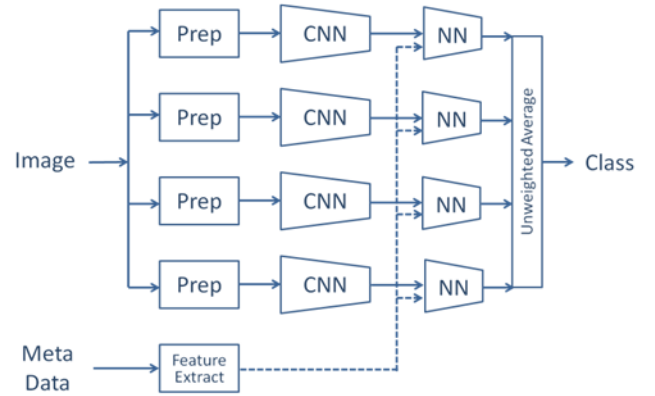 Prep CNN NN
Prep CNN NN
Image
Unweighted Average
Class
Prep CNN NN
Prep CNN NN
Meta
Data
Feature
Extract